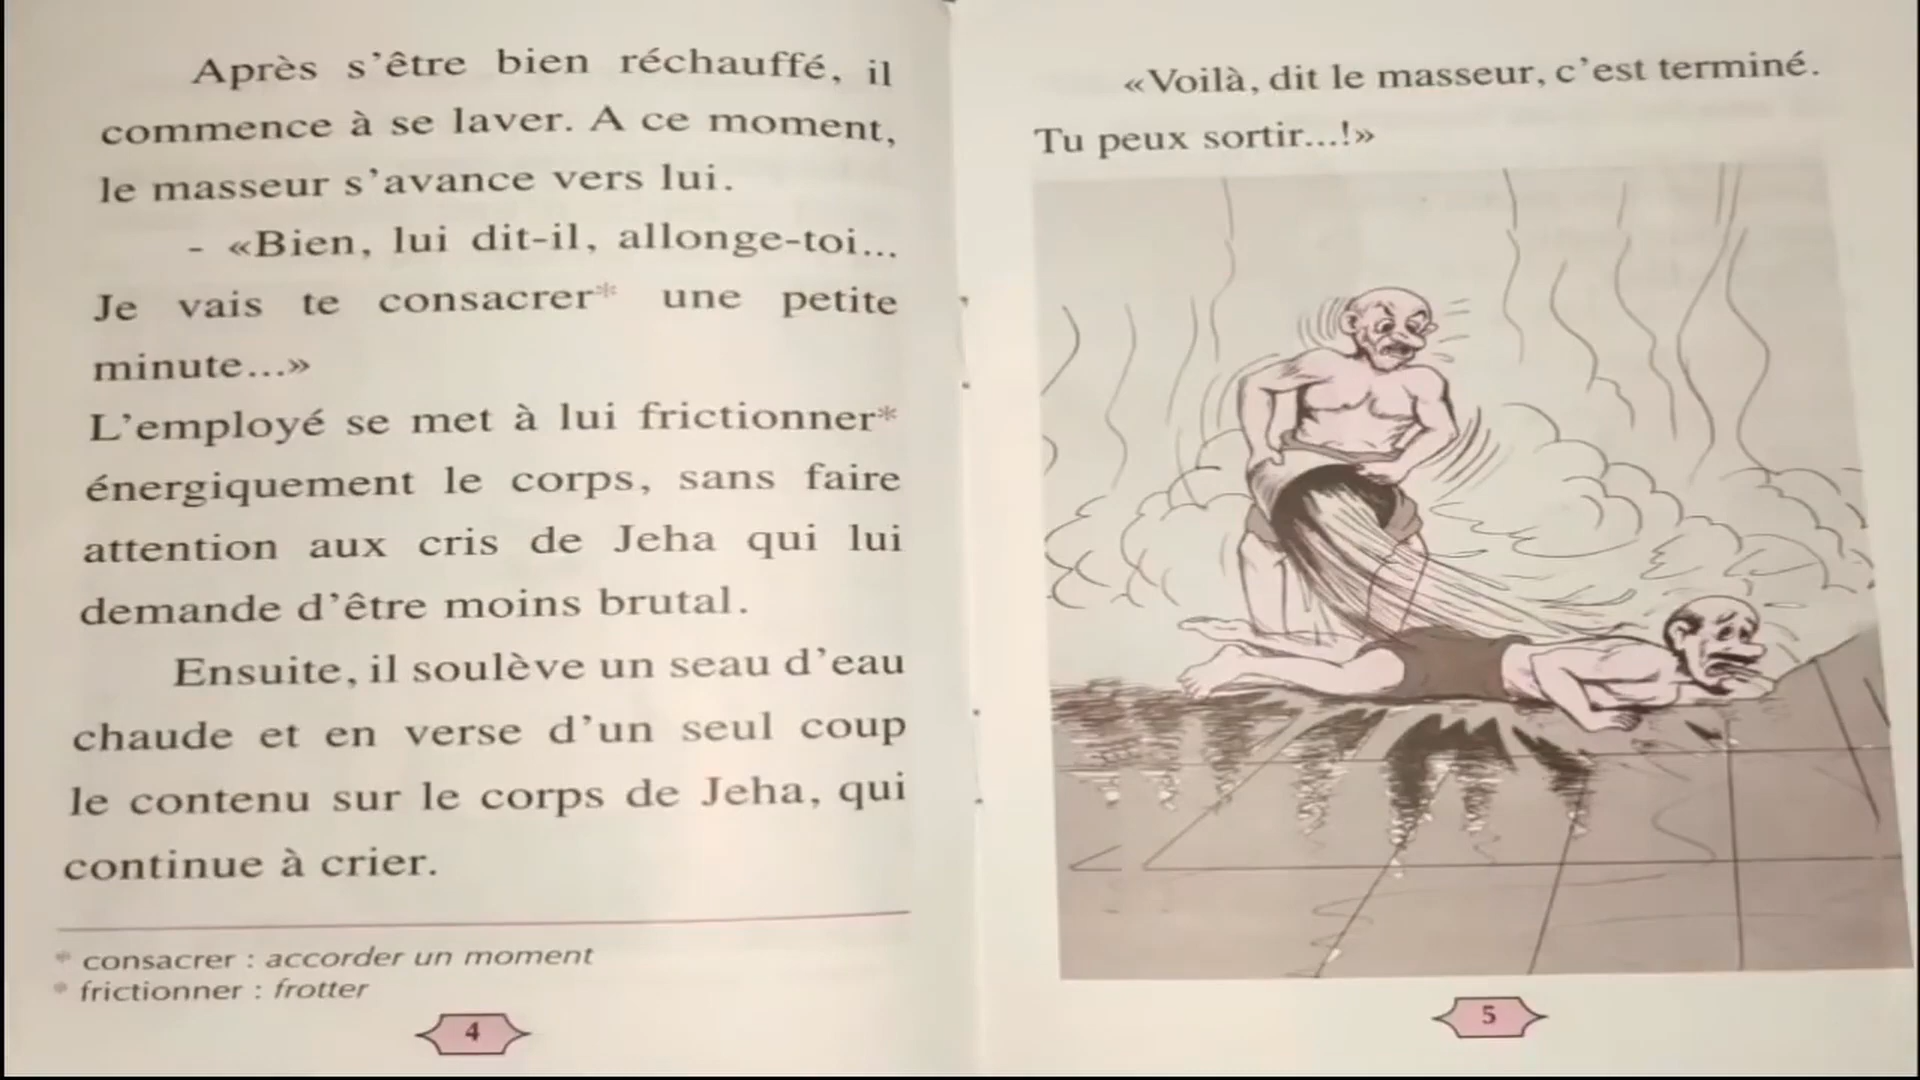 Après s'être bien réchauffé, il
commence à se laver. A ce moment,
le masseur s'avance vers lui.
- «Bien, lui dit-il, allonge-toi...
Je vais te consacrer* une petite
minute...»
L'employé se met à lui frictionner*
énergiquement le corps, sans faire
attention aux cris de Jeha qui lui
demande d'être moins brutal.
Ensuite, il soulève un seau d'eau
chaude et en verse d'un seul coup
le contenu sur le corps de Jeha, qui
continue à crier.
* consacrer : accorder un moment
* frictionner : frotter
4
«Voilà, dit le masseur, c'est terminé.
Tu peux sortir...!»
5